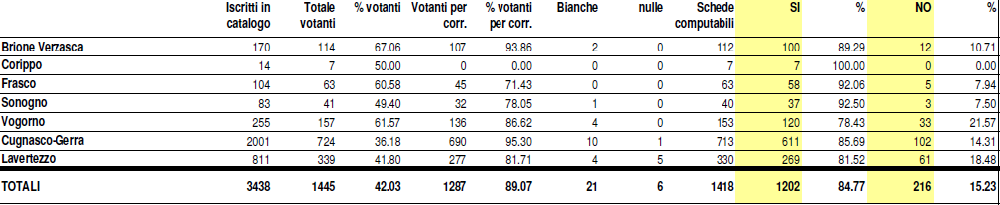 Iscritti in catalogo Totale votanti % votanti Votanti per corr. % votanti per corr. Bianche nulle Schede computabili SI % NO %
Brione Verzasca 170 114 67.06 107 93.86 2 0 112 100 89.29 12 10.71
Corippo 14 7 50.00 0 0.00 0 0 7 7 100.00 0 0.00
Frasco 104 63 60.58 45 71.43 0 0 63 58 92.06 5 7.94
Sonogno 83 41 49.40 32 78.05 1 0 40 37 92.50 3 7.50
Vogorno 255 157 61.57 136 86.62 4 0 153 120 78.43 33 21.57
Cugnasco-Gerra 2001 724 36.18 690 95.30 10 1 713 611 85.69 102 14.31
Lavertezzo 811 339 41.80 277 81.71 4 5 330 269 81.52 61 18.48
TOTALI 3438 1445 42.03 1287 89.07 21 6 1418 1202 84.77 216 15.23